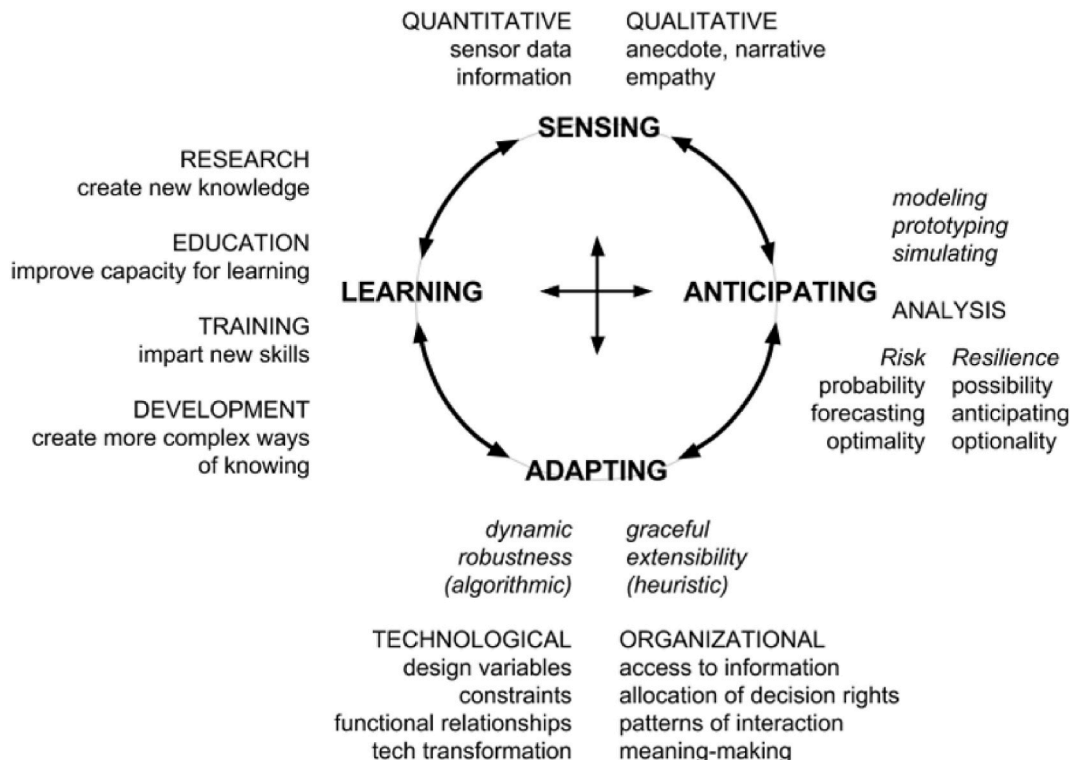 QUANTITATIVE
sensor data
information
QUALITATIVE
anecdote, narrative
empathy
SENSING
RESEARCH
create new knowledge
EDUCATION
improve capacity for learning
TRAINING
impart new skills
DEVELOPMENT
create more complex ways
of knowing
LEARNING
ANTICIPATING
modeling
prototyping
simulating
ANALYSIS
Risk
probability
forecasting
optimality
Resilience
possibility
anticipating
optionality
ADAPTING
dynamic
robustness
(algorithmic)
graceful
extensibility
(heuristic)
TECHNOLOGICAL
design variables
constraints
functional relationships
tech transformation
ORGANIZATIONAL
access to information
allocation of decision rights
patterns of interaction
meaning-making